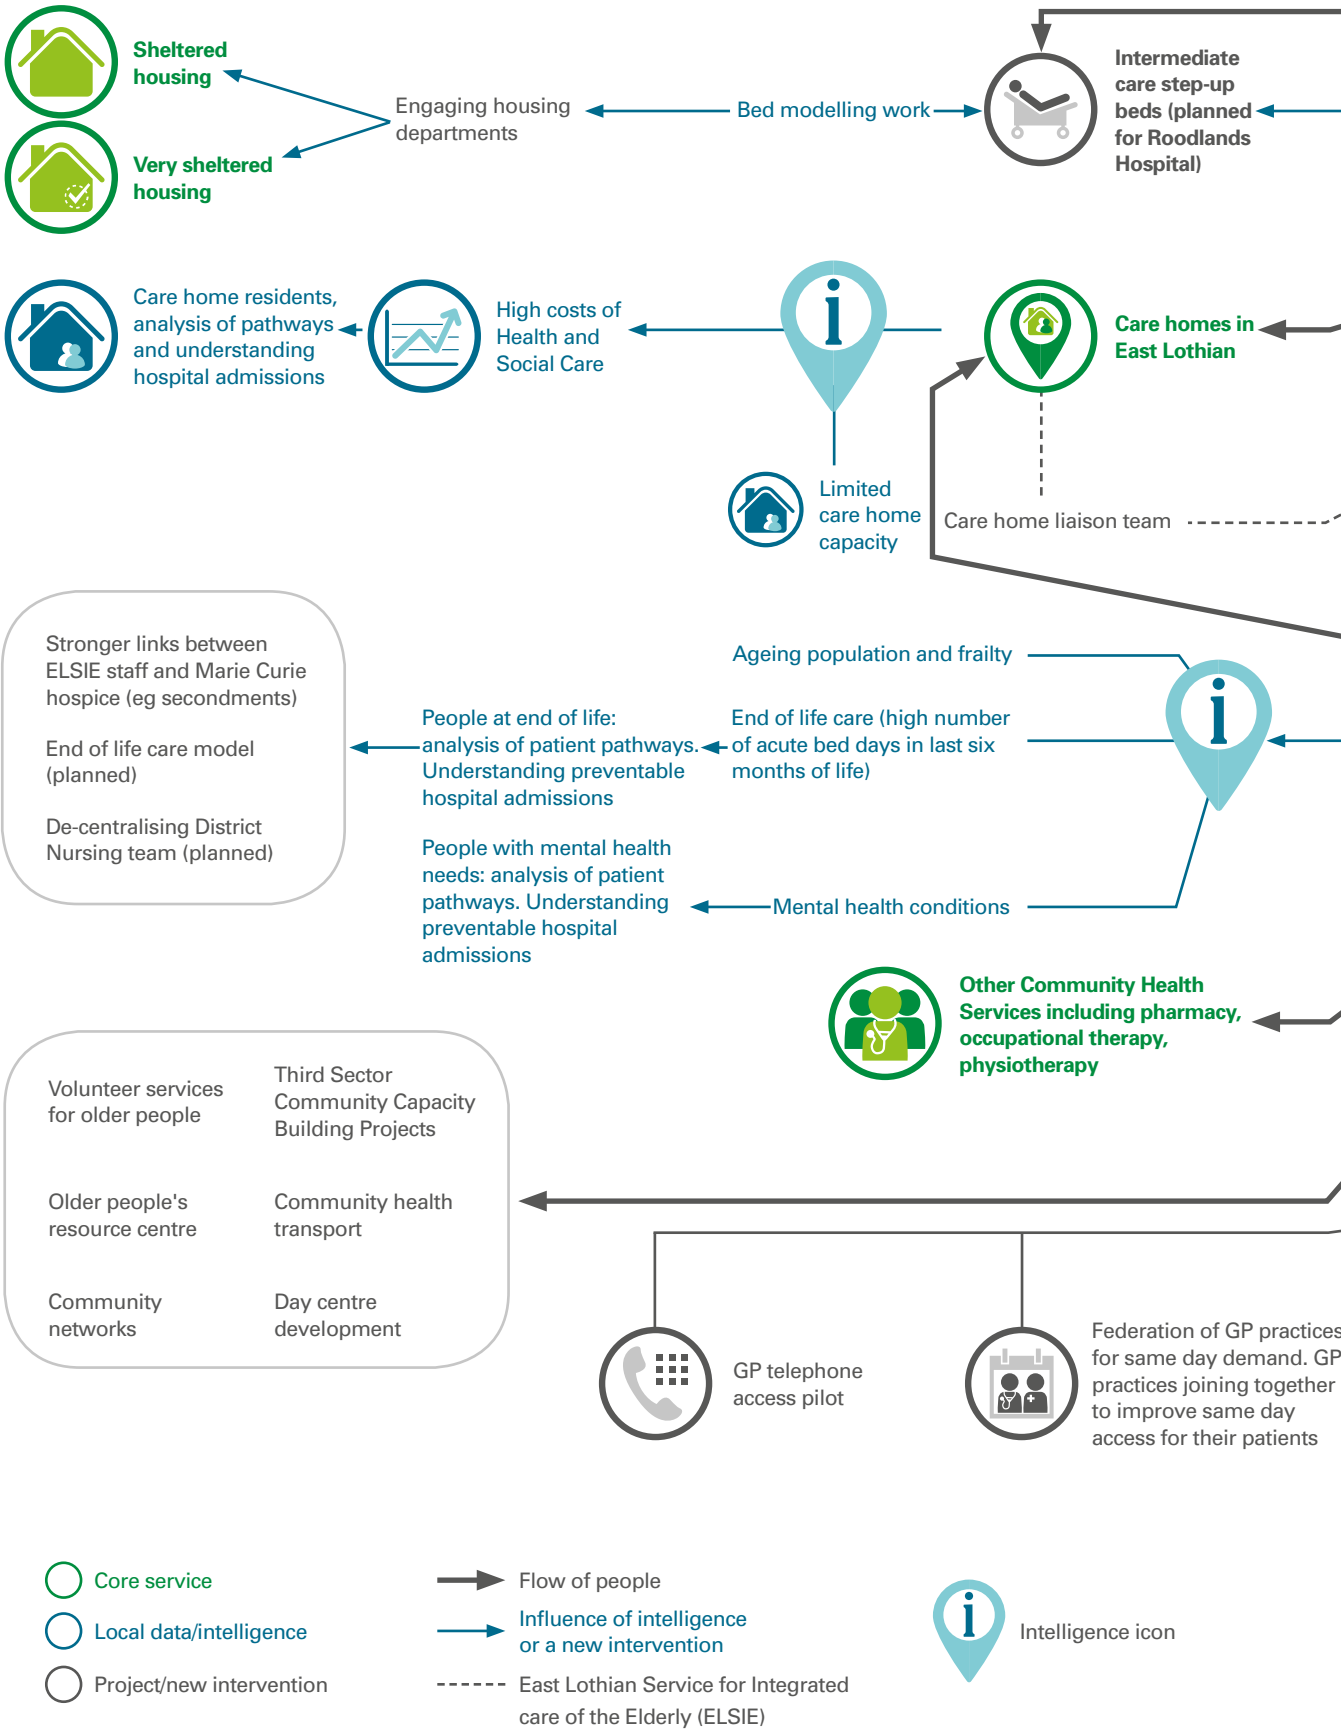 Sheltered
housing
Very sheltered
housing
Engaging housing
departments
Bed modelling work
Intermediate
care step-up
beds (planned
for Roodlands
Hospital)
Care home residents,
analysis of pathways
and understanding
hospital admissions
High costs of
Health and
Social Care
i
Care homes in
East Lothian
Limited
care home
capacity
Care home liaison team
Stronger links between
ELSIE staff and Marie Curie
hospice (eg secondments)
End of life care model
(planned)
De-centralising District
Nursing team (planned)
People at end of life:
analysis of patient pathways.
Understanding preventable
hospital admissions
People with mental health
needs: analysis of patient
pathways. Understanding
preventable hospital
admissions
Ageing population and frailty
End of life care (high number
of acute bed days in last six
months of life)
Mental health conditions
i
Other Community Health
Services including pharmacy,
occupational therapy,
physiotherapy
Volunteer services
for older people
Third Sector
Community Capacity
Building Projects
Older people's
resource centre
Community health
transport
Community
networks
Day centre
development
GP telephone
access pilot
Federation of GP practices
for same day demand. GP
practices joining together
to improve same day
access for their patients
Core service
Local data/intelligence
Project/new intervention
Flow of people
Influence of intelligence
or a new intervention
East Lothian Service for Integrated
care of the Elderly (ELSIE)
i
Intelligence icon